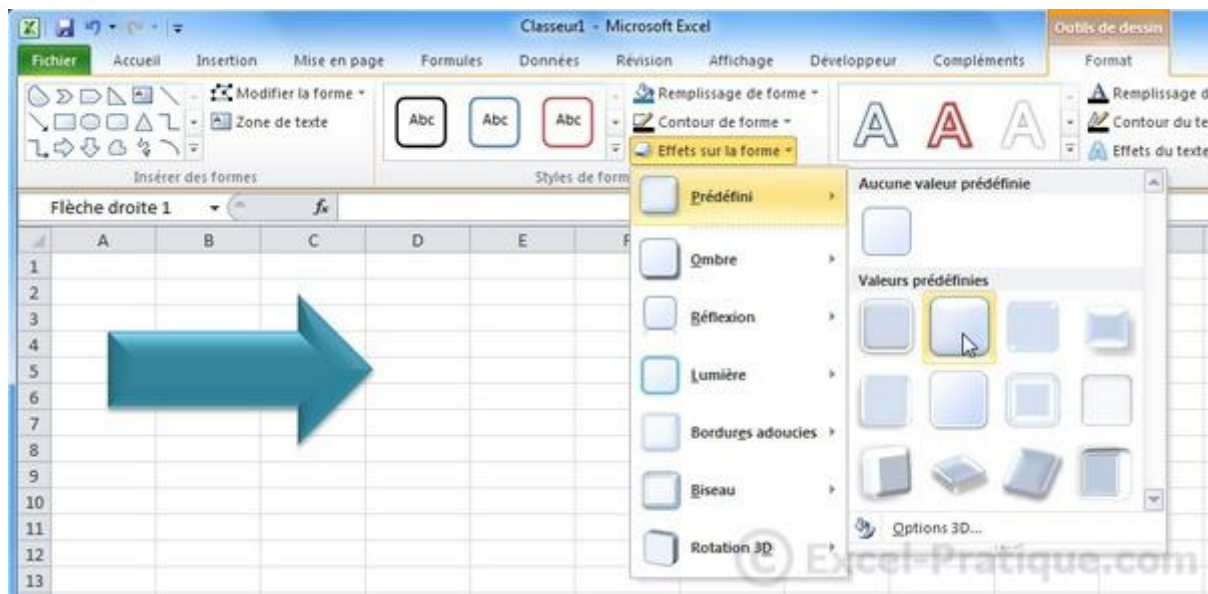 Classeur1 - Microsoft Excel
Outils de dessin
Fichier Accueil Insertion Mise en page Formules Données Révision Affichage Développeur Compléments Format
Modifier la forme
Zone de texte
Insérer des formes
Abc Abc Abc
Styles de form
Remplissage de forme
Contour de forme
Effets sur la forme
A A A
Remplissage d
Contour du te
Effets du texte
Flèche droite 1 fx
A B C D E F
1
2
3
4
5
6
7
8
9
10
11
12
13
Prédéfini
Ombre
Réflexion
Lumière
Bordures adoucies
Biseau
Rotation 3D
Aucune valeur prédéfinie
Valeurs prédéfinies
Options 3D...
© Excel-Pratique.com